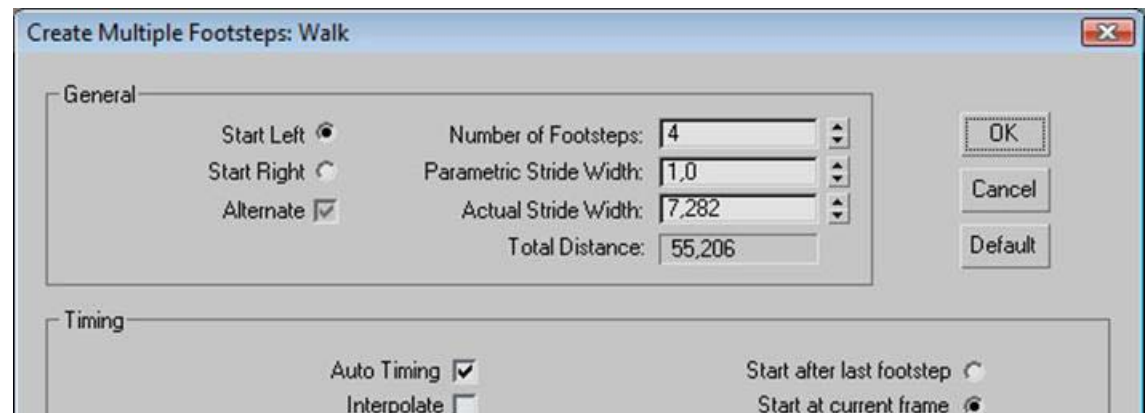 Create Multiple Footsteps: Walk
General
Start Left
Number of Footsteps: 4
OK
Start Right
Parametric Stride Width: 1,0
Cancel
Alternate
Actual Stride Width: 7,282
Total Distance: 55,206
Default
Timing
Auto Timing
Start after last footstep
Interpolate
Start at current frame